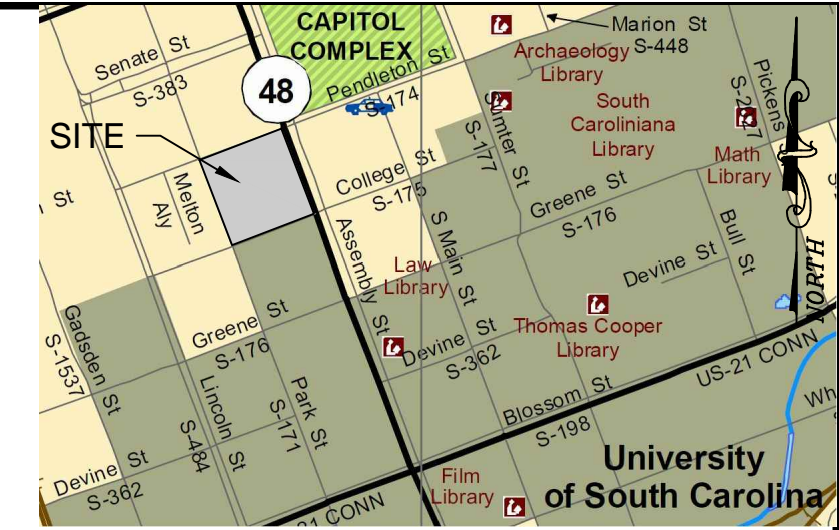 CAPITOL
COMPLEX
Marion St
S-448
Senate St
S-383
48
Pendleton St
S-174
Archaeology
Library
South
Caroliniana
Library
Pickens
Math
Library
SITE
Melton
Aly
St
College St
S-175
Sumter St
S-177
Greene St
S-176
Bull St
Assembly St
S Main St
Law
Library
Devine St
Thomas Cooper
Library
NORTH
Gadsden St
S-1537
Greene St
S-176
Devine St
S-362
Lincoln St
S-484
Park St
S-171
Blossom St
S-198
US-21 CONN
Wh
Devine St
S-362
21 CONN
Film
Library
University
of South Carolina